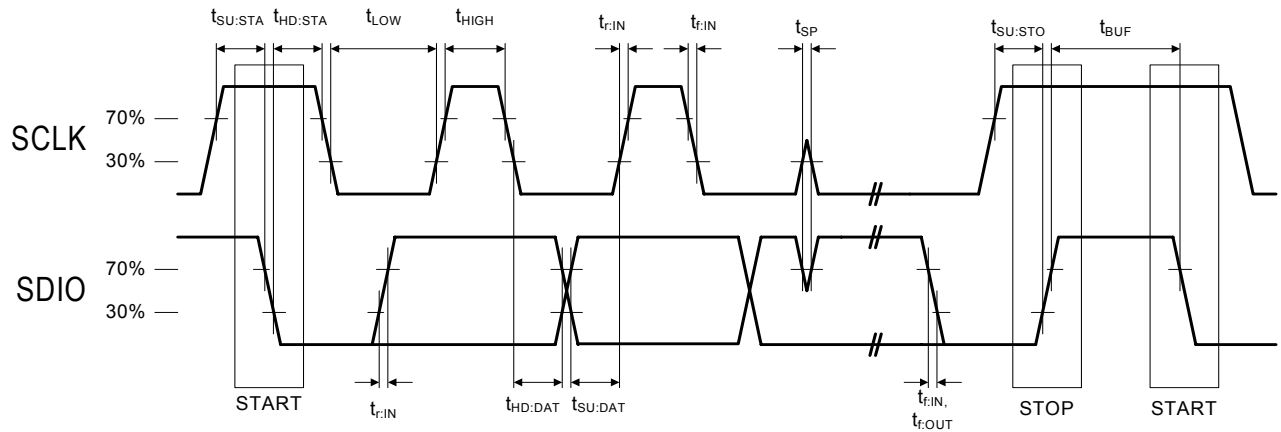 tSU:STA tHD:STA tLOW tHIGH tr:IN tf:IN tSP tSU:STO tBUF
SCLK
70%
30%
SDIO
70%
30%
START
tr:IN
tHD:DAT tSU:DAT
tf:IN,
tf:OUT
STOP
START